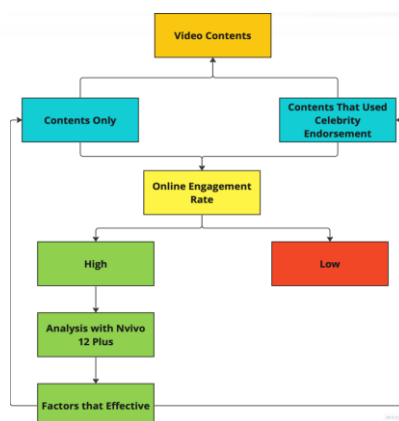 Video Contents
Contents Only
Contents That Used
Celebrity
Endorsement
Online Engagement
Rate
High
Low
Analysis with Nvivo
12 Plus
Factors that Effective